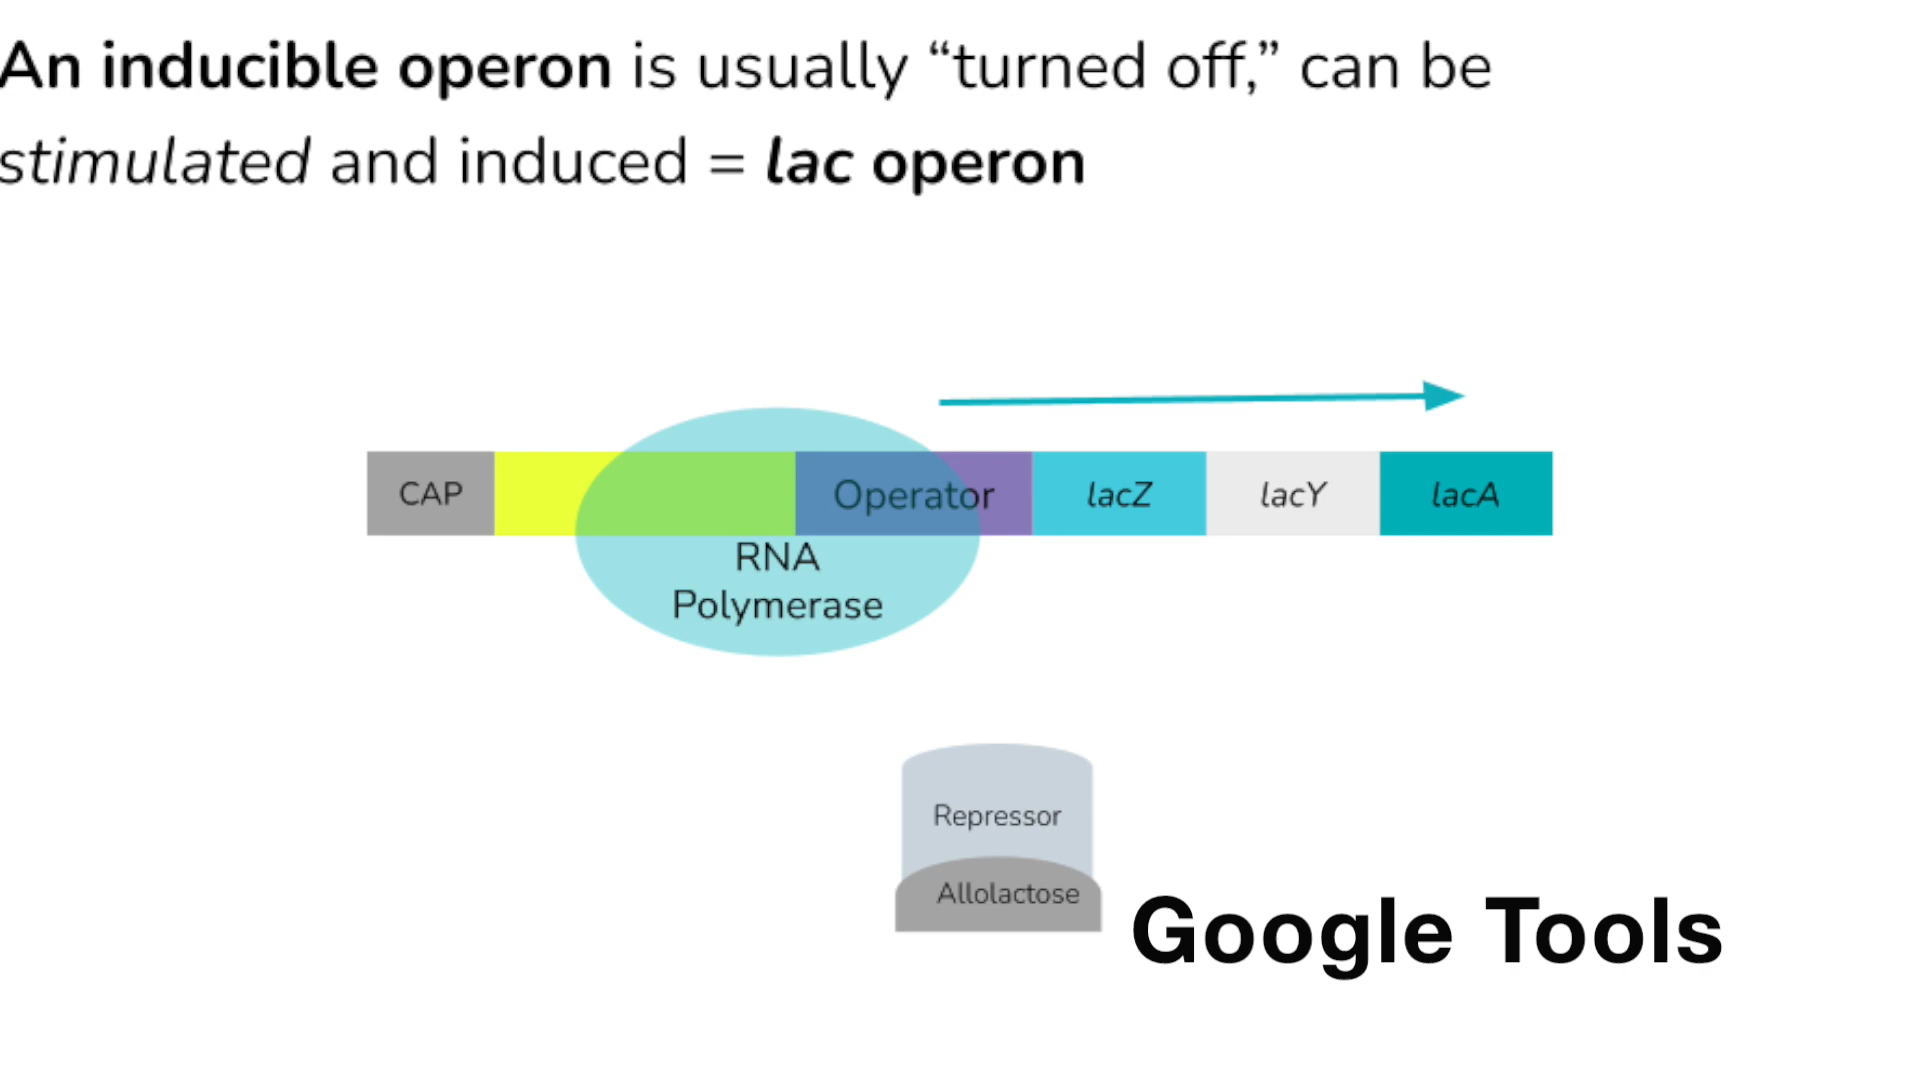 An inducible operon is usually “turned off,” can be
stimulated and induced = lac operon
CAP
Operator
lacZ
lacY
lacA
RNA
Polymerase
Repressor
Allolactose
Google Tools